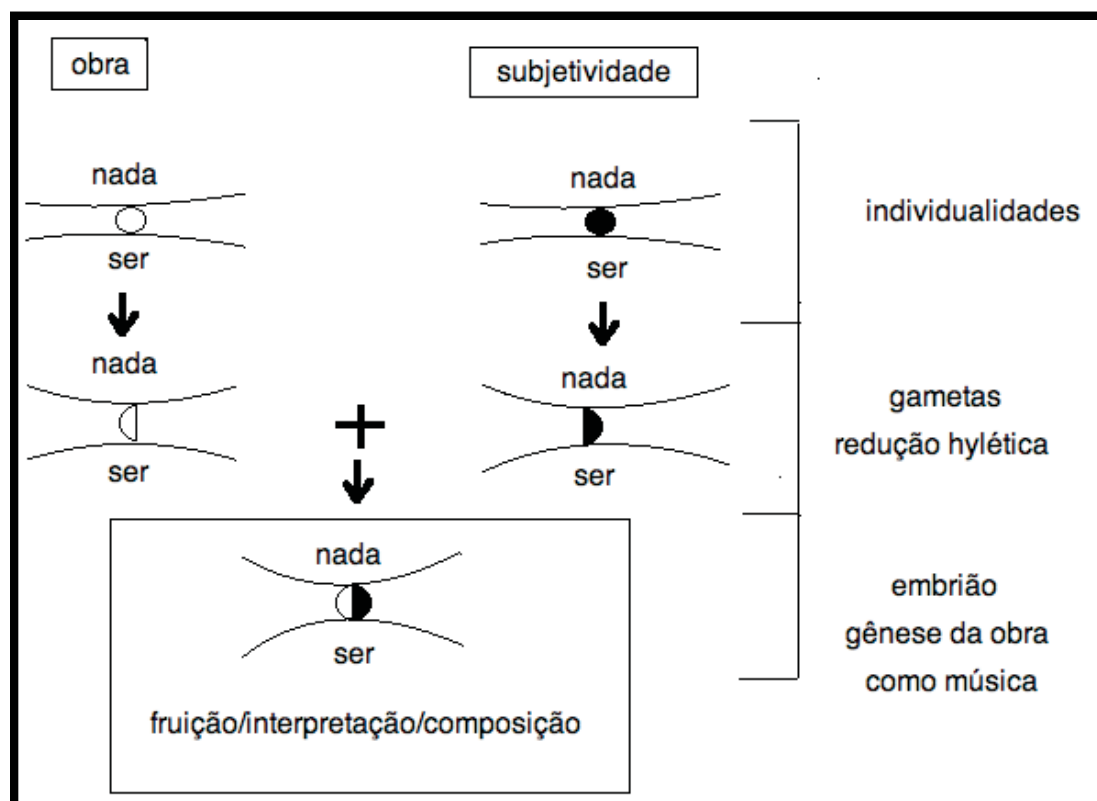 obra
subjetividade
nada
nada
individualidades
ser
ser
nada
nada
gametas
redução hylética
ser
ser
nada
embrião
gênese da obra
ser
como música
fruição/interpretação/composição